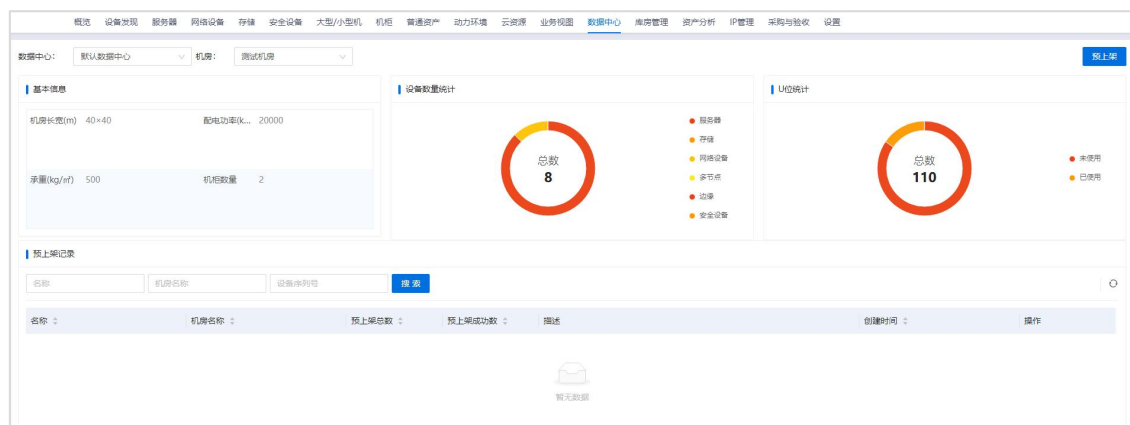 概览 设备发现 服务器 网络设备 存储 安全设备 大型/小型机 机柜 普通资产 动力环境 云资源 业务视图 数据中心 库房管理 资产分析 IP管理 采购与验收 设置
数据中心: 默认数据中心 机房: 测试机房 预上架
基本信息 设备数量统计 U位统计
机房长宽(m) 40×40 配电功率(k... 20000
承重(kg/㎡) 500 机柜数量 2
总数
8
服务器
存储
网络设备
多节点
边缘
安全设备
总数
110
未使用
已使用
预上架记录
名称 机房名称 设备序列号 搜索
名称 机房名称 预上架总数 预上架成功数 描述 创建时间 操作
暂无数据